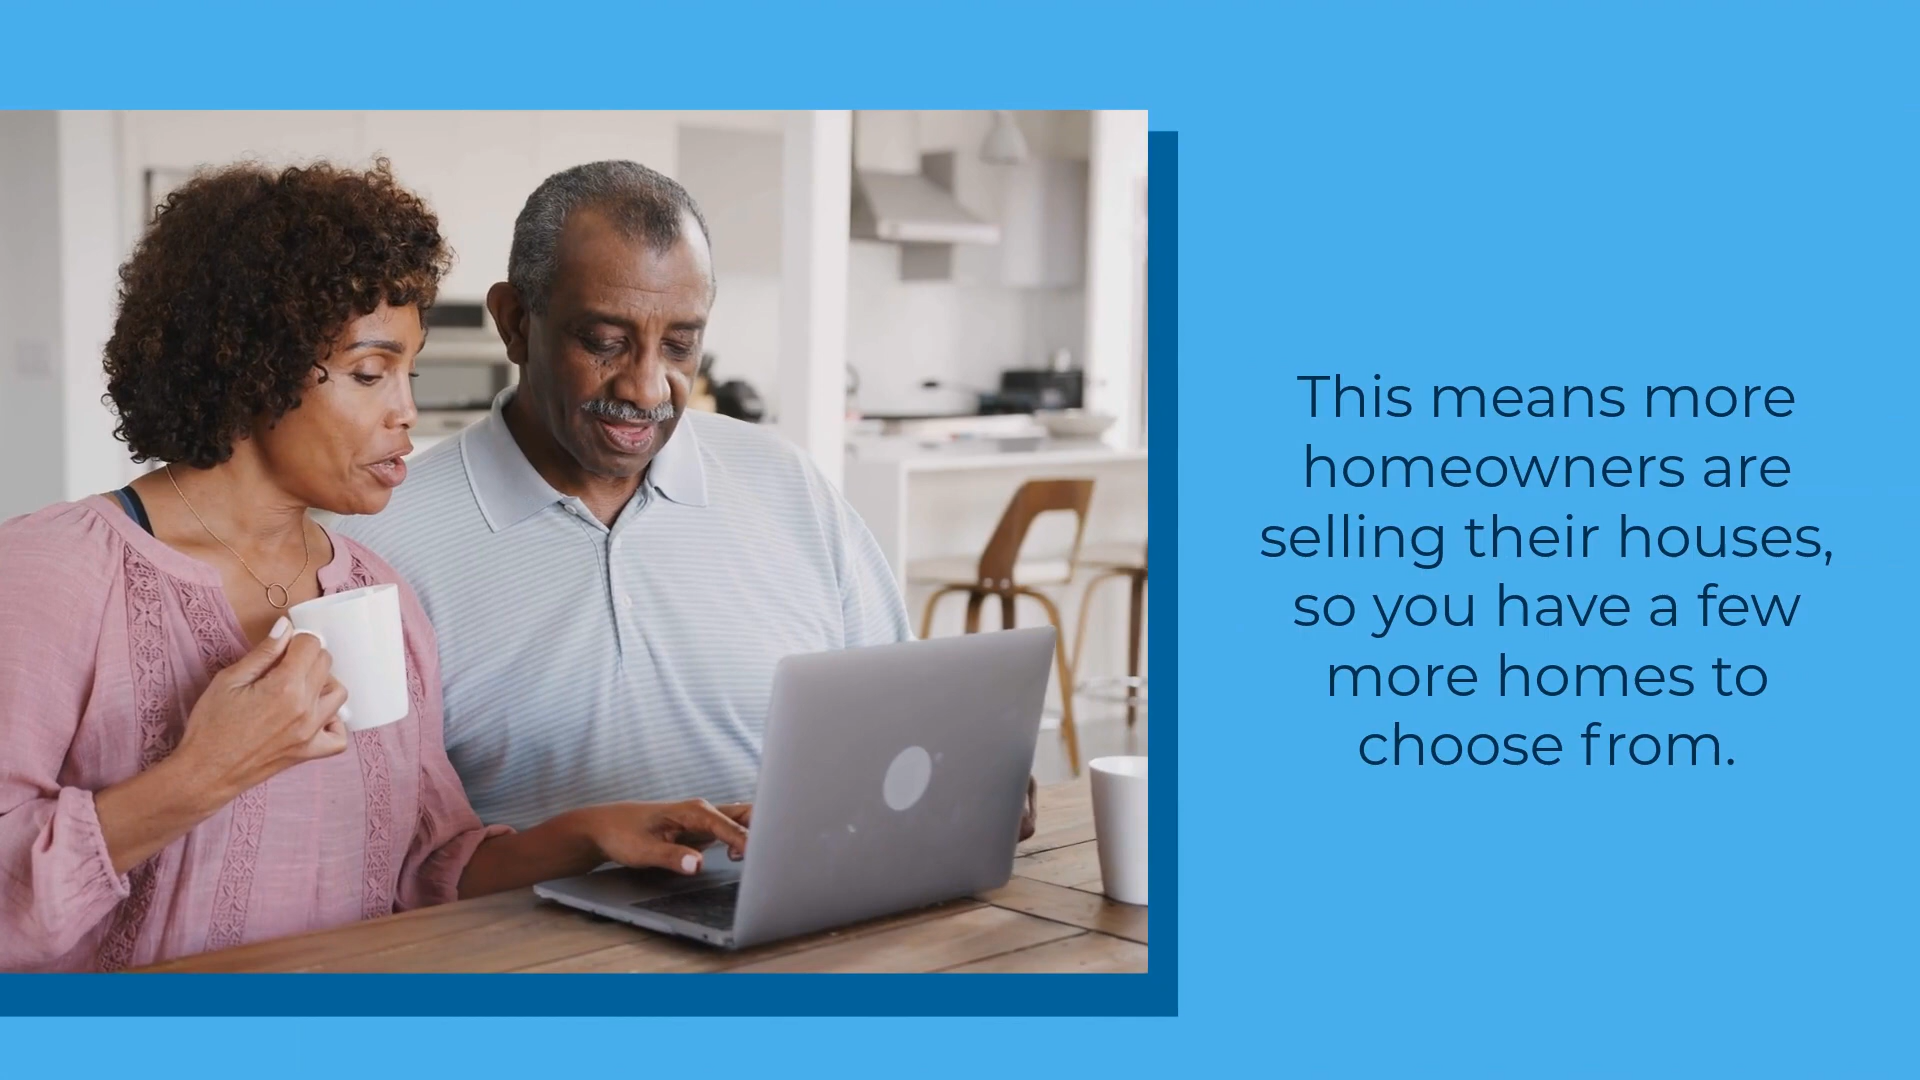 This means more
homeowners are
selling their houses,
so you have a few
more homes to
choose from.